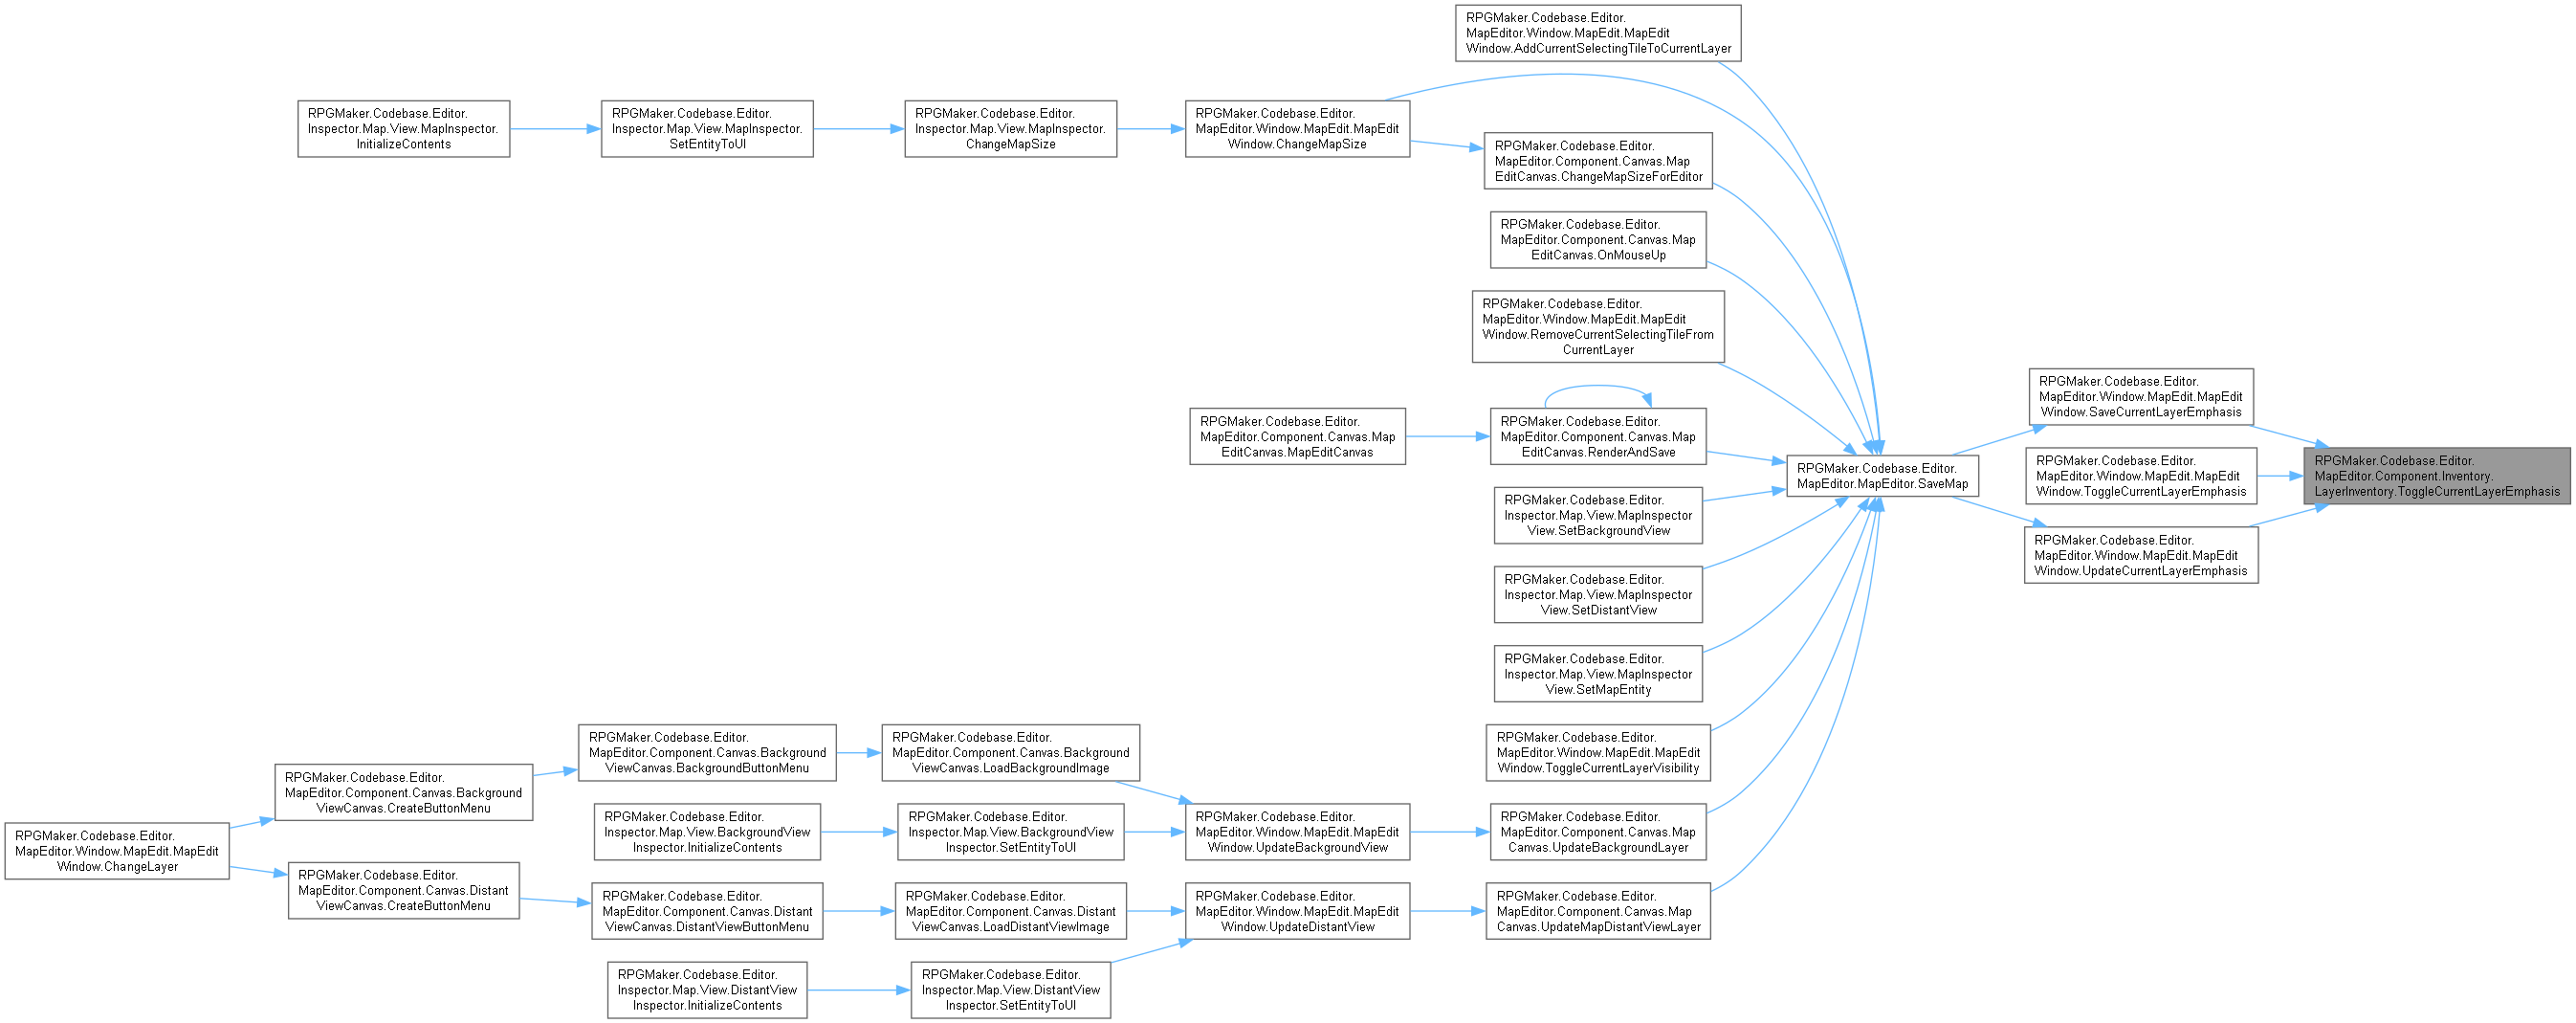 RPGMaker.Codebase.Editor.
MapEditor.Window.MapEdit.MapEdit
Window.AddCurrentSelectingTileToCurrentLayer
RPGMaker.Codebase.Editor.
Inspector.Map.View.MapInspector.
InitializeContents
RPGMaker.Codebase.Editor.
Inspector.Map.View.MapInspector.
SetEntityToUI
RPGMaker.Codebase.Editor.
Inspector.Map.View.MapInspector.
ChangeMapSize
RPGMaker.Codebase.Editor.
MapEditor.Window.MapEdit.MapEdit
Window.ChangeMapSize
RPGMaker.Codebase.Editor.
MapEditor.Component.Canvas.Map
EditCanvas.ChangeMapSizeForEditor
RPGMaker.Codebase.Editor.
MapEditor.Component.Canvas.Map
EditCanvas.OnMouseUp
RPGMaker.Codebase.Editor.
MapEditor.Window.MapEdit.MapEdit
Window.RemoveCurrentSelectingTileFrom
CurrentLayer
RPGMaker.Codebase.Editor.
MapEditor.Component.Canvas.Map
EditCanvas.MapEditCanvas
RPGMaker.Codebase.Editor.
MapEditor.Component.Canvas.Map
EditCanvas.RenderAndSave
RPGMaker.Codebase.Editor.
MapEditor.MapEditor.SaveMap
RPGMaker.Codebase.Editor.
MapEditor.Window.MapEdit.MapEdit
Window.SaveCurrentLayerEmphasis
RPGMaker.Codebase.Editor.
MapEditor.Window.MapEdit.MapEdit
Window.ToggleCurrentLayerEmphasis
RPGMaker.Codebase.Editor.
MapEditor.Component.Inventory.
LayerInventory.ToggleCurrentLayerEmphasis
RPGMaker.Codebase.Editor.
MapEditor.Window.MapEdit.MapEdit
Window.UpdateCurrentLayerEmphasis
RPGMaker.Codebase.Editor.
Inspector.Map.View.MapInspector
View.SetBackgroundView
RPGMaker.Codebase.Editor.
Inspector.Map.View.MapInspector
View.SetDistantView
RPGMaker.Codebase.Editor.
Inspector.Map.View.MapInspector
View.SetMapEntity
RPGMaker.Codebase.Editor.
MapEditor.Window.MapEdit.MapEdit
Window.ToggleCurrentLayerVisibility
RPGMaker.Codebase.Editor.
MapEditor.Component.Canvas.Background
ViewCanvas.BackgroundButtonMenu
RPGMaker.Codebase.Editor.
MapEditor.Component.Canvas.Background
ViewCanvas.LoadBackgroundImage
RPGMaker.Codebase.Editor.
MapEditor.Component.Canvas.Background
ViewCanvas.CreateButtonMenu
RPGMaker.Codebase.Editor.
Inspector.Map.View.BackgroundView
Inspector.InitializeContents
RPGMaker.Codebase.Editor.
Inspector.Map.View.BackgroundView
Inspector.SetEntityToUI
RPGMaker.Codebase.Editor.
MapEditor.Window.MapEdit.MapEdit
Window.UpdateBackgroundView
RPGMaker.Codebase.Editor.
MapEditor.Component.Canvas.Map
Canvas.UpdateBackgroundLayer
RPGMaker.Codebase.Editor.
MapEditor.Window.MapEdit.MapEdit
Window.ChangeLayer
RPGMaker.Codebase.Editor.
MapEditor.Component.Canvas.Distant
ViewCanvas.CreateButtonMenu
RPGMaker.Codebase.Editor.
MapEditor.Component.Canvas.Distant
ViewCanvas.DistantViewButtonMenu
RPGMaker.Codebase.Editor.
MapEditor.Component.Canvas.Distant
ViewCanvas.LoadDistantViewImage
RPGMaker.Codebase.Editor.
MapEditor.Window.MapEdit.MapEdit
Window.UpdateDistantView
RPGMaker.Codebase.Editor.
MapEditor.Component.Canvas.Map
Canvas.UpdateMapDistantViewLayer
RPGMaker.Codebase.Editor.
Inspector.Map.View.DistantView
Inspector.InitializeContents
RPGMaker.Codebase.Editor.
Inspector.Map.View.DistantView
Inspector.SetEntityToUI